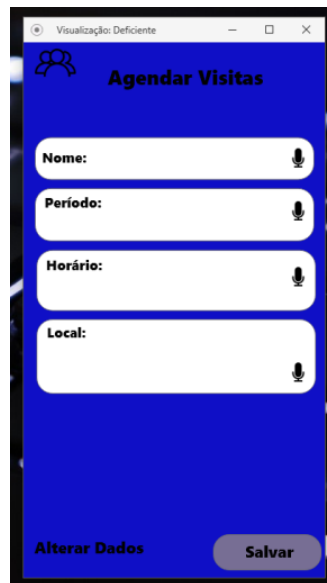 Visualização: Deficiente
Agendar Visitas
Nome:
Período:
Horário:
Local:
Alterar Dados
Salvar